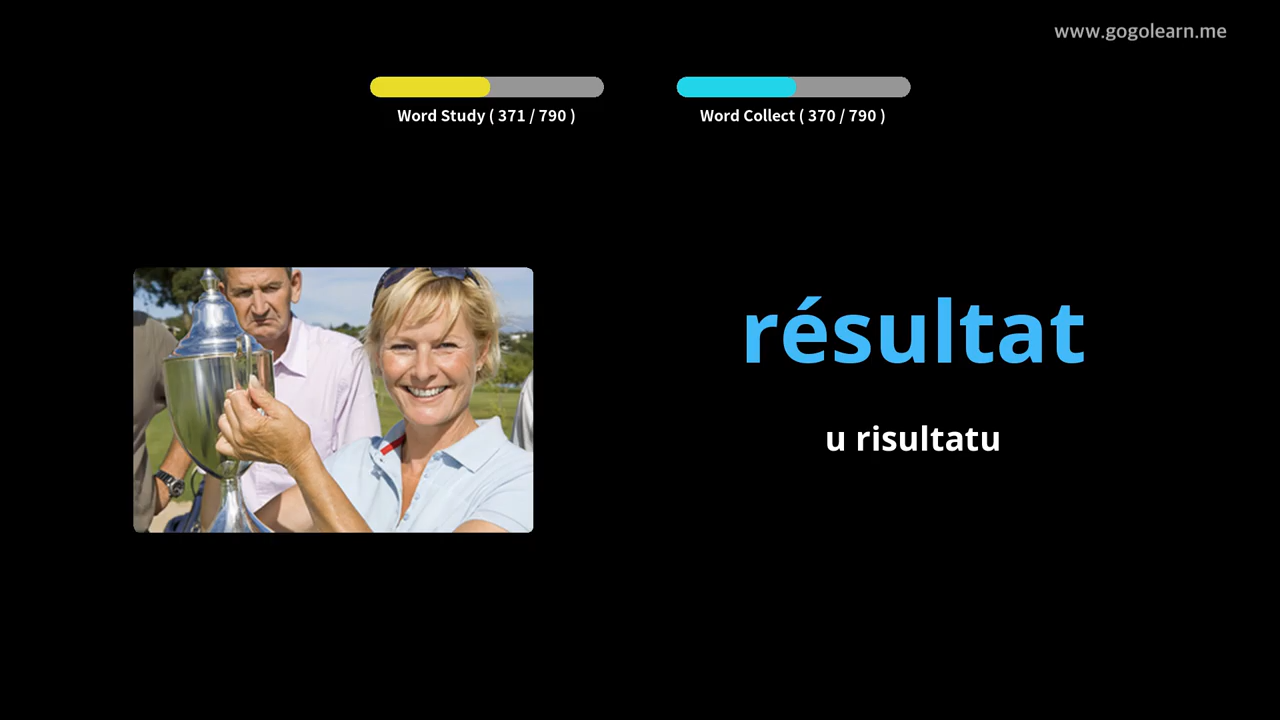 www.gogolearn.me
Word Study ( 371 / 790 )
Word Collect ( 370 / 790 )
résultat
u risultatu